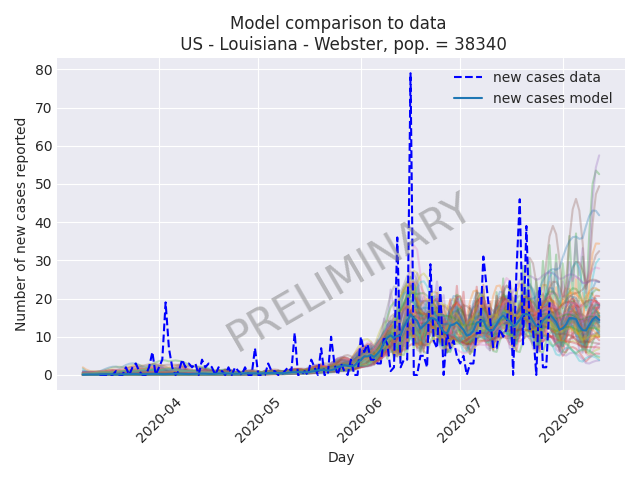 Model comparison to data
US - Louisiana - Webster, pop. = 38340
80
70
60
50
40
30
20
10
0
Number of new cases reported
new cases data
new cases model
PRELIMINARY
2020-04
2020-05
2020-06
2020-07
2020-08
Day